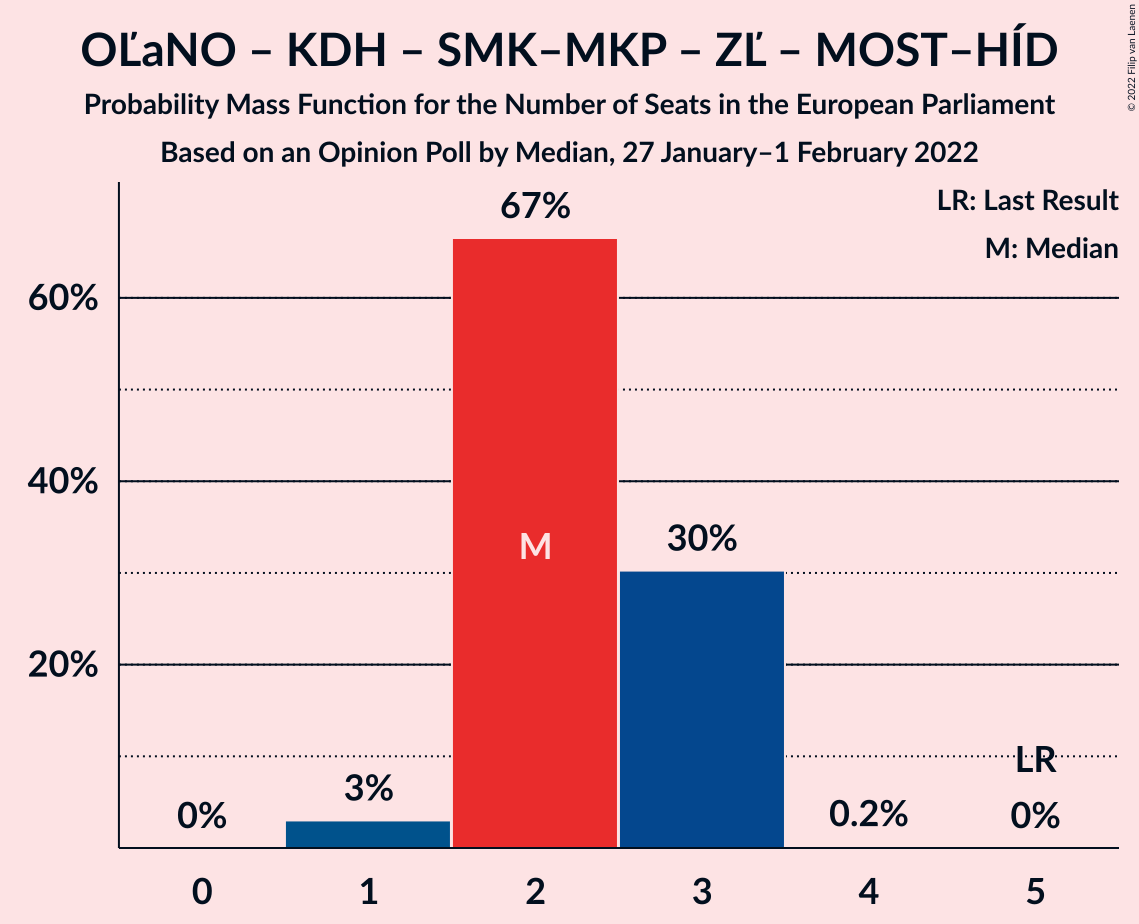 OĽaNO – KDH – SMK–MKP – ZĽ – MOST–HÍD
Probability Mass Function for the Number of Seats in the European Parliament
Based on an Opinion Poll by Median, 27 January–1 February 2022
© 2022 Filip van Laenen
LR: Last Result
M: Median
67%
60%
M
40%
30%
20%
3%
LR
0%
0.2%
0%
0 1 2 3 4 5